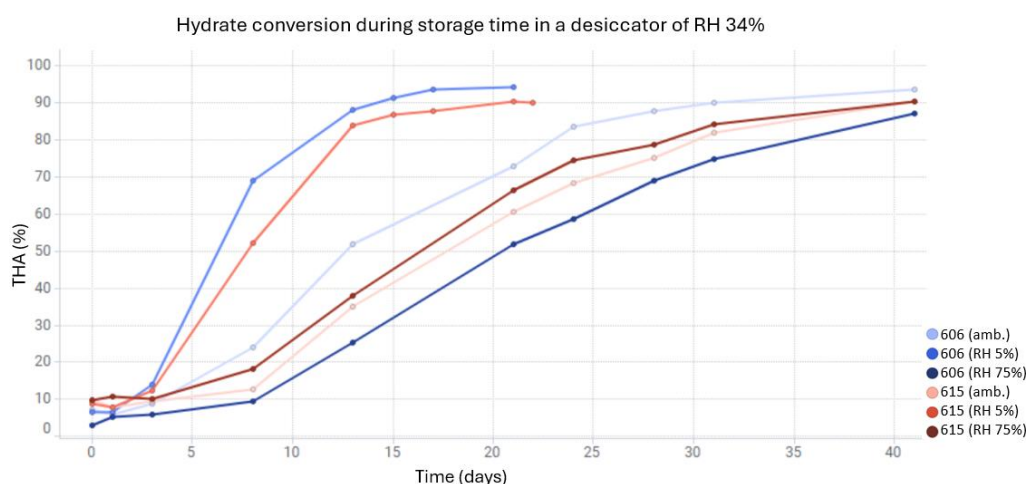 Hydrate conversion during storage time in a desiccator of RH 34%
100
90
80
70
60
50
40
30
20
10
0
THA (%)
0 5 10 15 20 25 30 35 40
Time (days)
606 (amb.)
606 (RH 5%)
606 (RH 75%)
615 (amb.)
615 (RH 5%)
615 (RH 75%)